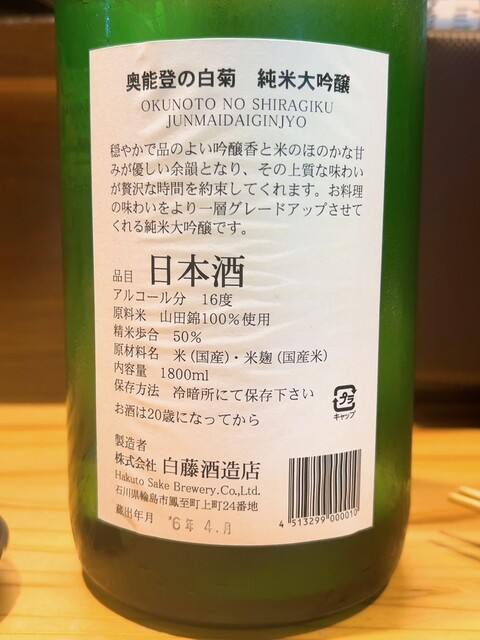 奥能登の白菊　純米大吟醸
OKUNOTO NO SHIRAGIKU
JUNMAIDAIGINJYO
穏やかで品のよい吟醸香と米のほのかな甘
みが優しい余韻となり、その上質な味わい
が贅沢な時間を約束してくれます。お料理
の味わいをより一層グレードアップさせて
くれる純米大吟醸です。
品目 日本酒
アルコール分　16度
原料米　山田錦100%使用
精米歩合　50%
原材料名　米(国産)・米麹(国産米)
内容量　1800ml
保存方法　冷暗所にて保存下さい
プラ
キャップ
お酒は20歳になってから
製造者
株式会社 白藤酒造店
Hakuto Sake Brewery.Co.,Ltd.
石川県輪島市鳳至町上町24番地
蔵出年月　'6年 4.月
4 513299 000010